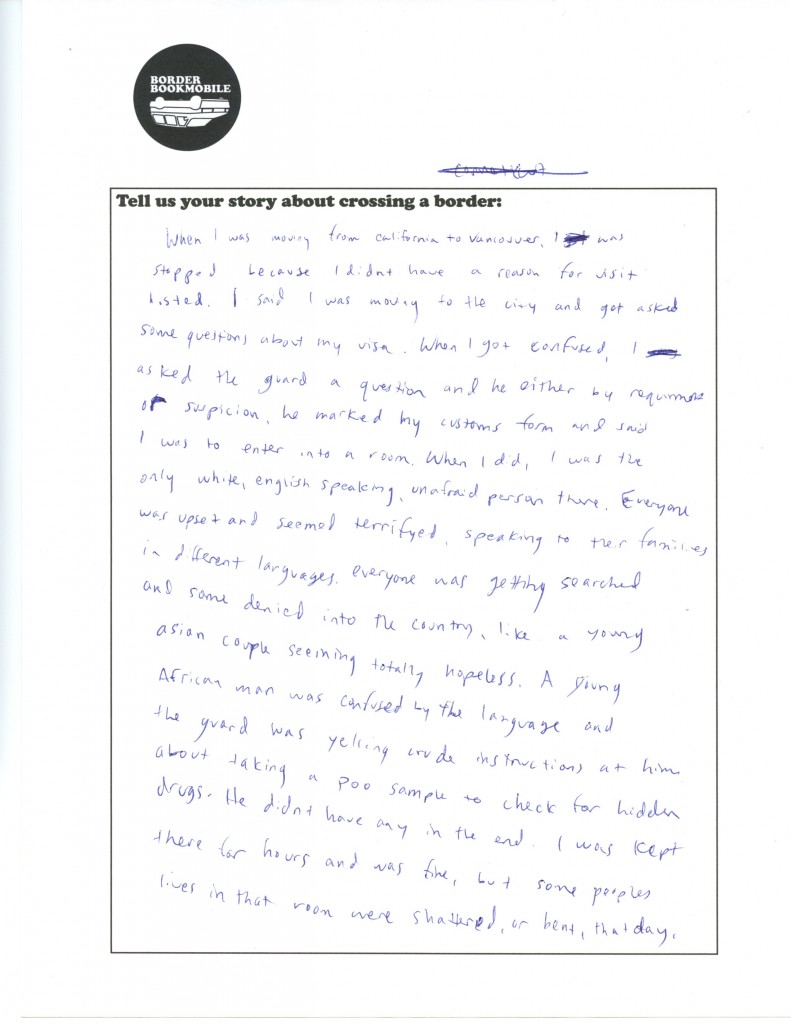 BORDER
BOOKMOBILE
Tell us your story about crossing a border:
When I was moving from california to vancouver, I was
stopped because I didnt have a reason for visit
listed. I said I was moving to the city and got asked
some questions about my visa. When I got confused, I
asked the guard a question and he either by requirment
or suspicion, he marked my customs form and said
I was to enter into a room. When I did, I was the
only white, english speaking, unafraid person there. Everyone
was upset and seemed terrifyed, speaking to their families
in different languages. everyone was getting searched
and some denied into the country, like a young
asian couple seeming totally hopeless. A young
African man was confused by the language and
the guard was yelling crude instructions at him
about taking a poo sample to check for hidden
drugs. He didnt have any in the end. I was kept
there for hours and was fine, but some peoples
lives in that room were shattered, or bent, that day.